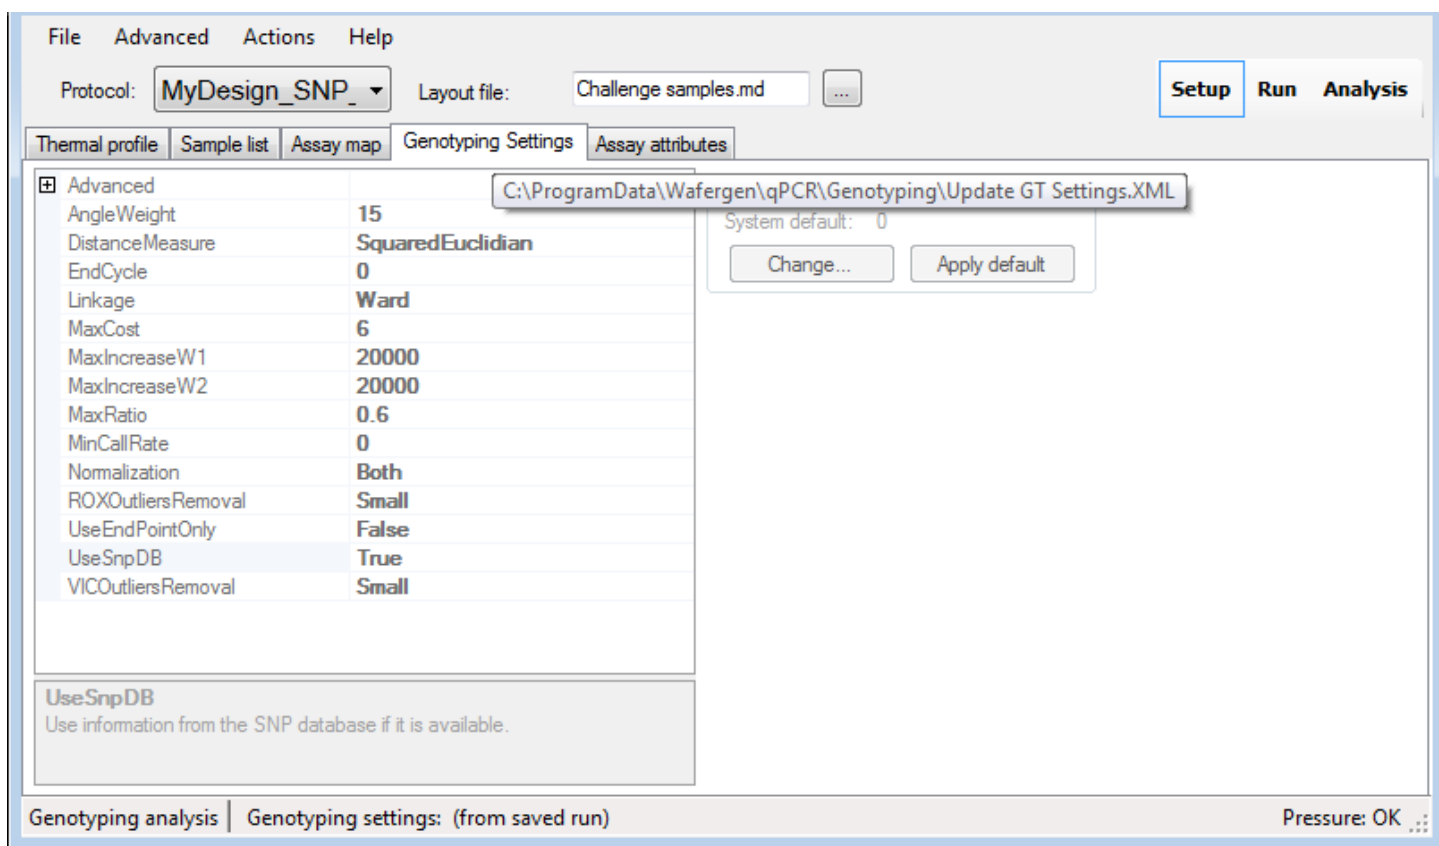 File Advanced Actions Help
Protocol: MyDesign_SNP_ Layout file: Challenge samples.md ... Setup Run Analysis
Thermal profile Sample list Assay map Genotyping Settings Assay attributes
Advanced
C:\ProgramData\Wafergen\qPCR\Genotyping\Update GT Settings.XML
AngleWeight 15
System default: 0
DistanceMeasure SquaredEuclidian
Change... Apply default
EndCycle 0
Linkage Ward
MaxCost 6
MaxIncreaseW1 20000
MaxIncreaseW2 20000
MaxRatio 0.6
MinCallRate 0
Normalization Both
ROXOutliersRemoval Small
UseEndPointOnly False
UseSnpDB True
VICOutliersRemoval Small
UseSnpDB
Use information from the SNP database if it is available.
Genotyping analysis Genotyping settings: (from saved run) Pressure: OK